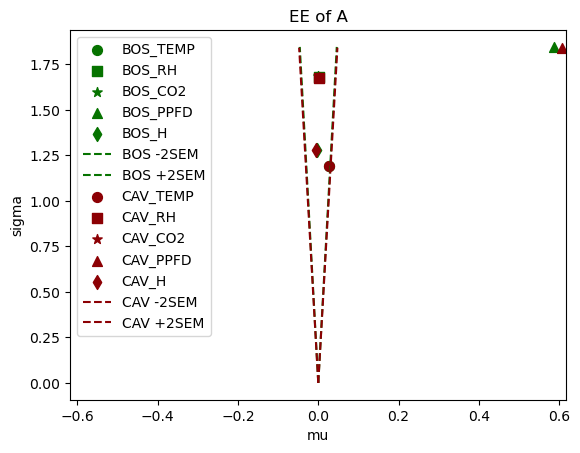 EE of A
BOS_TEMP
BOS_RH
BOS_CO2
BOS_PPFD
BOS_H
BOS -2SEM
BOS +2SEM
CAV_TEMP
CAV_RH
CAV_CO2
CAV_PPFD
CAV_H
CAV -2SEM
CAV +2SEM
sigma
1.75
1.50
1.25
1.00
0.75
0.50
0.25
0.00
−0.6
−0.4
−0.2
0.0
0.2
0.4
0.6
mu